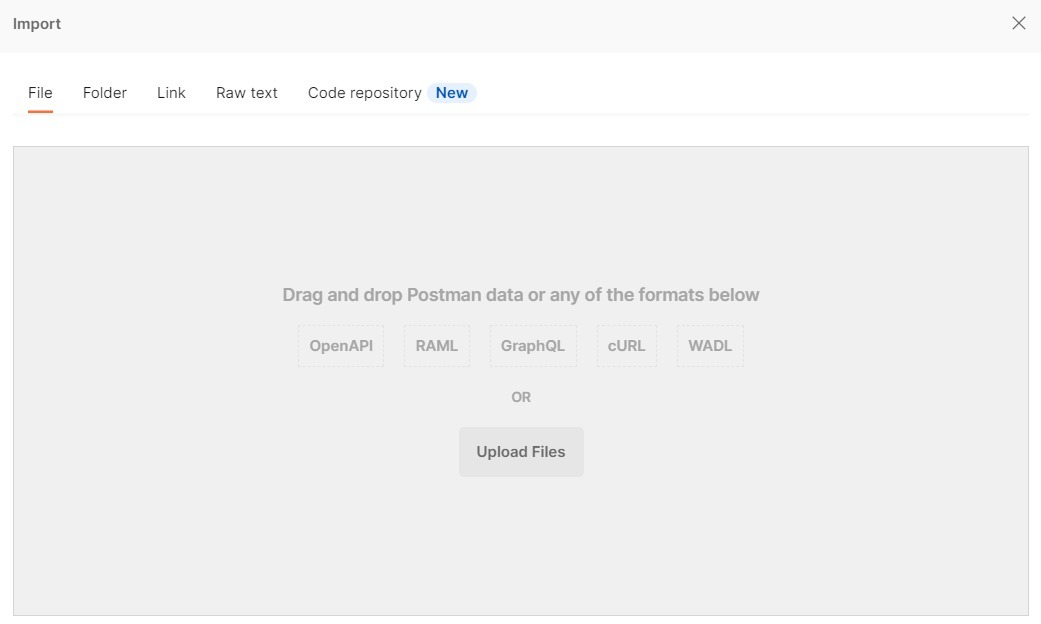 Import
File Folder Link Raw text Code repository New
Drag and drop Postman data or any of the formats below
OpenAPI RAML GraphQL cURL WADL
OR
Upload Files